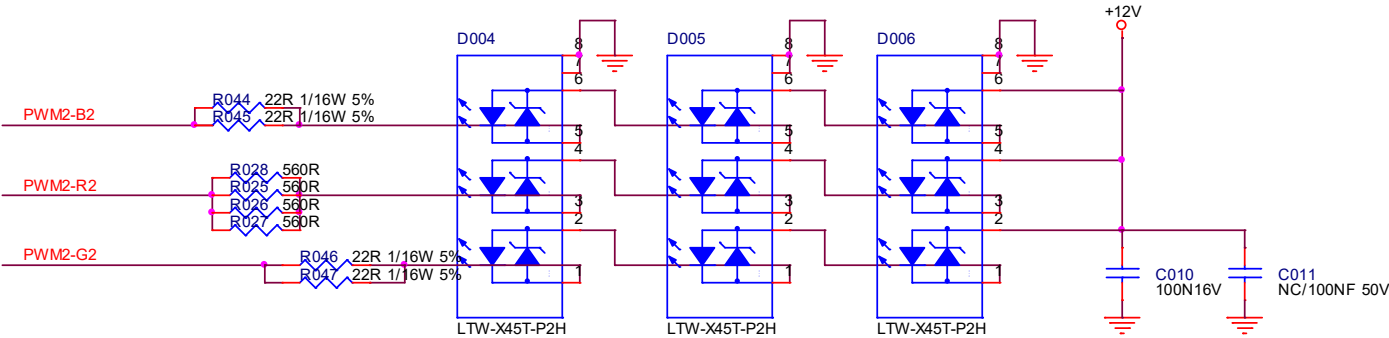 +12V
D004
D005
D006
8
7
6
5
4
3
2
1
8
7
6
5
4
3
2
1
8
7
6
5
4
3
2
1
PWM2-B2
R044 22R 1/16W 5%
R045 22R 1/16W 5%
PWM2-R2
R028 560R
R025 560R
R026 560R
R027 560R
PWM2-G2
R046 22R 1/16W 5%
R047 22R 1/16W 5%
C010
100N16V
C011
NC/100NF 50V
LTW-X45T-P2H
LTW-X45T-P2H
LTW-X45T-P2H